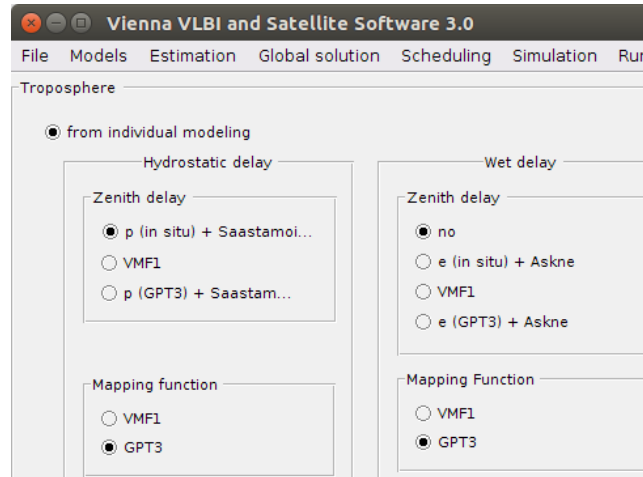 Vienna VLBI and Satellite Software 3.0
File Models Estimation Global solution Scheduling Simulation Ru
Troposphere
from individual modeling
Hydrostatic delay
Zenith delay
p (in situ) + Saastamoi...
VMF1
p (GPT3) + Saastam...
Mapping function
VMF1
GPT3
Wet delay
Zenith delay
no
e (in situ) + Askne
VMF1
e (GPT3) + Askne
Mapping Function
VMF1
GPT3